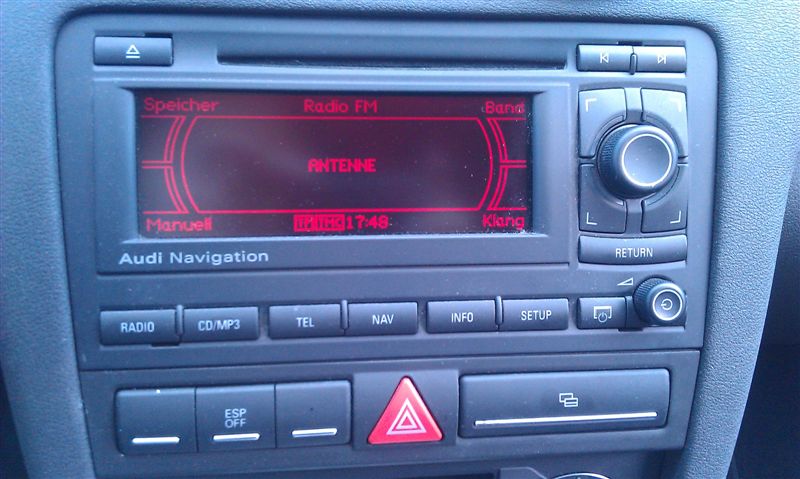 Speicher Radio FM Band
ANTENNE
Manuell TP TMC 17:48 Klang
Audi Navigation
RETURN
RADIO CD/MP3 TEL NAV INFO SETUP
ESP
OFF